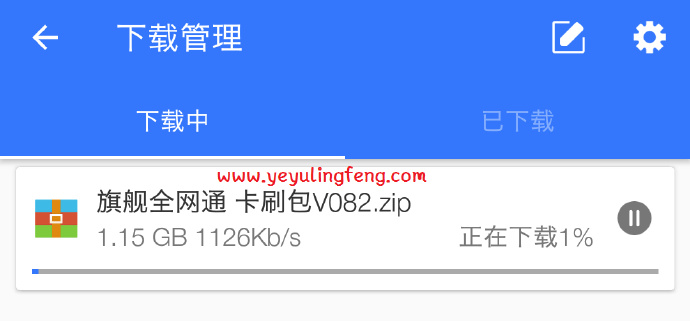 下载管理
下载中 已下载
www.yeyulingfeng.com
旗舰全网通 卡刷包V082.zip
1.15 GB 1126Kb/s 正在下载1%